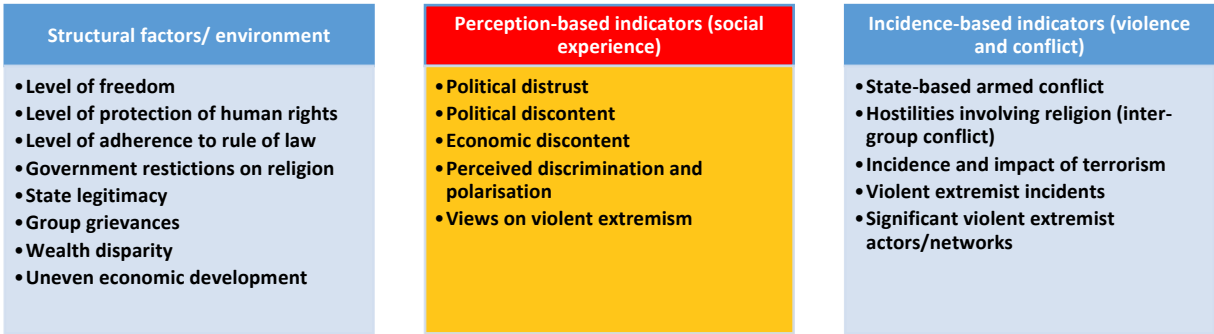 Structural factors/ environment
• Level of freedom
• Level of protection of human rights
• Level of adherence to rule of law
• Government restictions on religion
• State legitimacy
• Group grievances
• Wealth disparity
• Uneven economic development
Perception-based indicators (social
experience)
• Political distrust
• Political discontent
• Economic discontent
• Perceived discrimination and
polarisation
• Views on violent extremism
Incidence-based indicators (violence
and conflict)
• State-based armed conflict
• Hostilities involving religion (inter-
group conflict)
• Incidence and impact of terrorism
• Violent extremist incidents
• Significant violent extremist
actors/networks